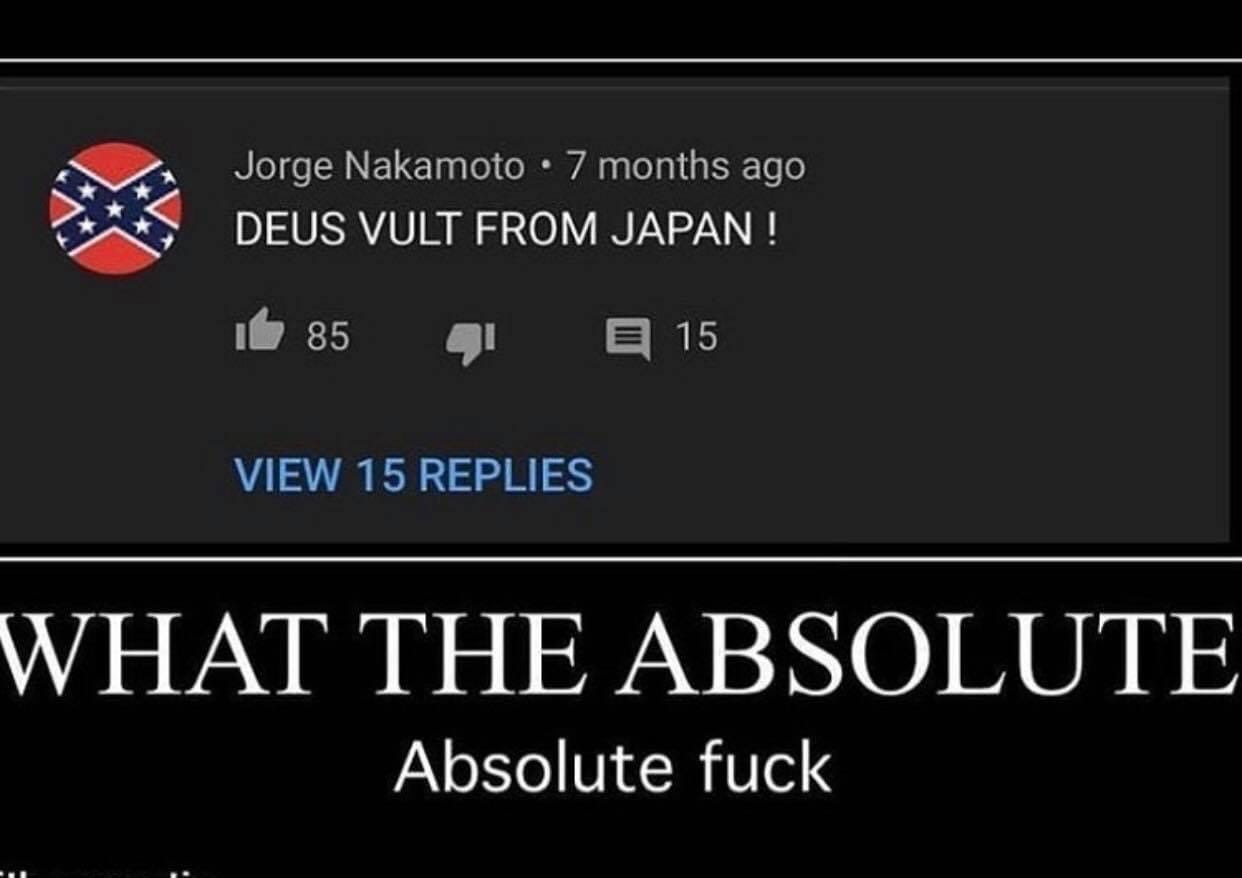 Jorge Nakamoto • 7 months ago
DEUS VULT FROM JAPAN !
85 15
VIEW 15 REPLIES
WHAT THE ABSOLUTE
Absolute fuck